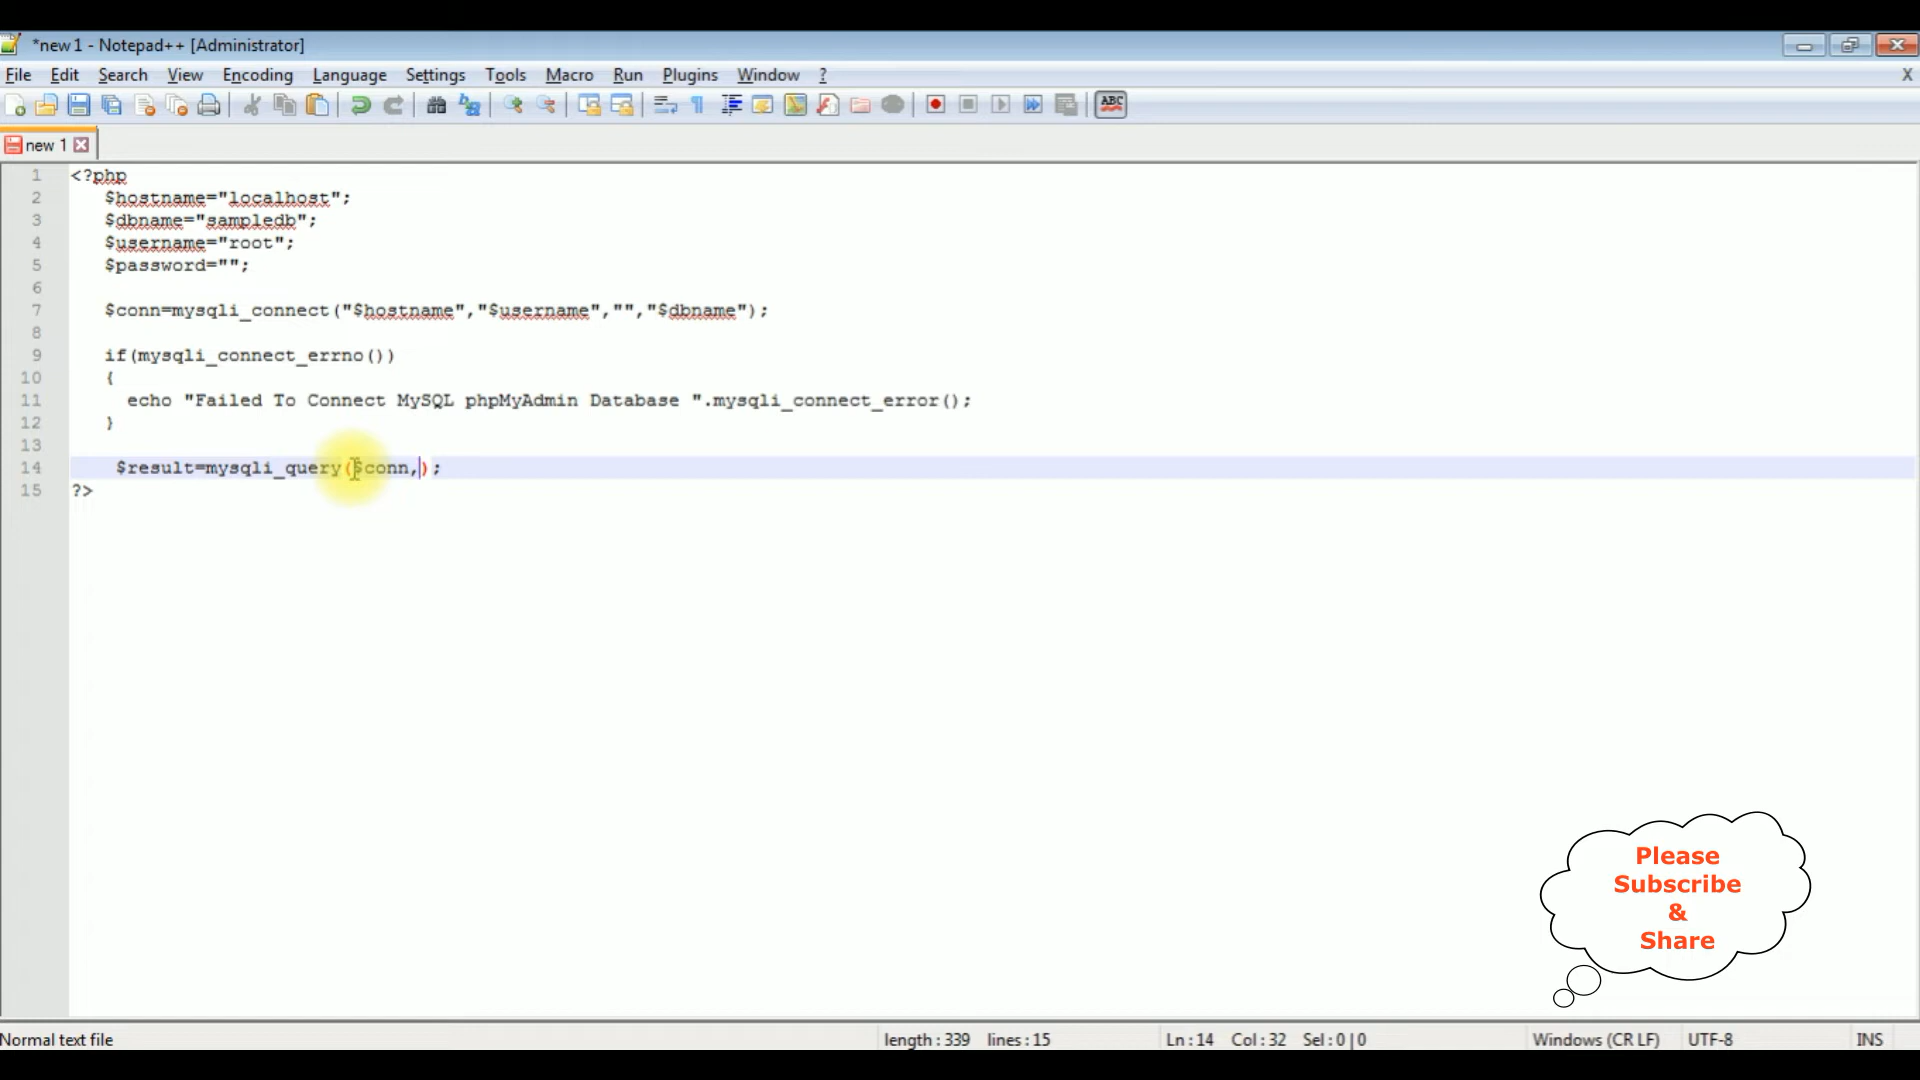 *new 1 - Notepad++ [Administrator]
File Edit Search View Encoding Language Settings Tools Macro Run Plugins Window ? X
ABC
new 1
1 <?php
2 $hostname="localhost";
3 $dbname="sampledb";
4 $username="root";
5 $password="";
6
7 $conn=mysqli_connect("$hostname","$username","","$dbname");
8
9 if(mysqli_connect_errno())
10 {
11 echo "Failed To Connect MySQL phpMyAdmin Database ".mysqli_connect_error();
12 }
13
14 $result=mysqli_query($conn,);
15 ?>
Please
Subscribe
&
Share
Normal text file length : 339 lines : 15 Ln : 14 Col : 32 Sel : 0 | 0 Windows (CR LF) UTF-8 INS